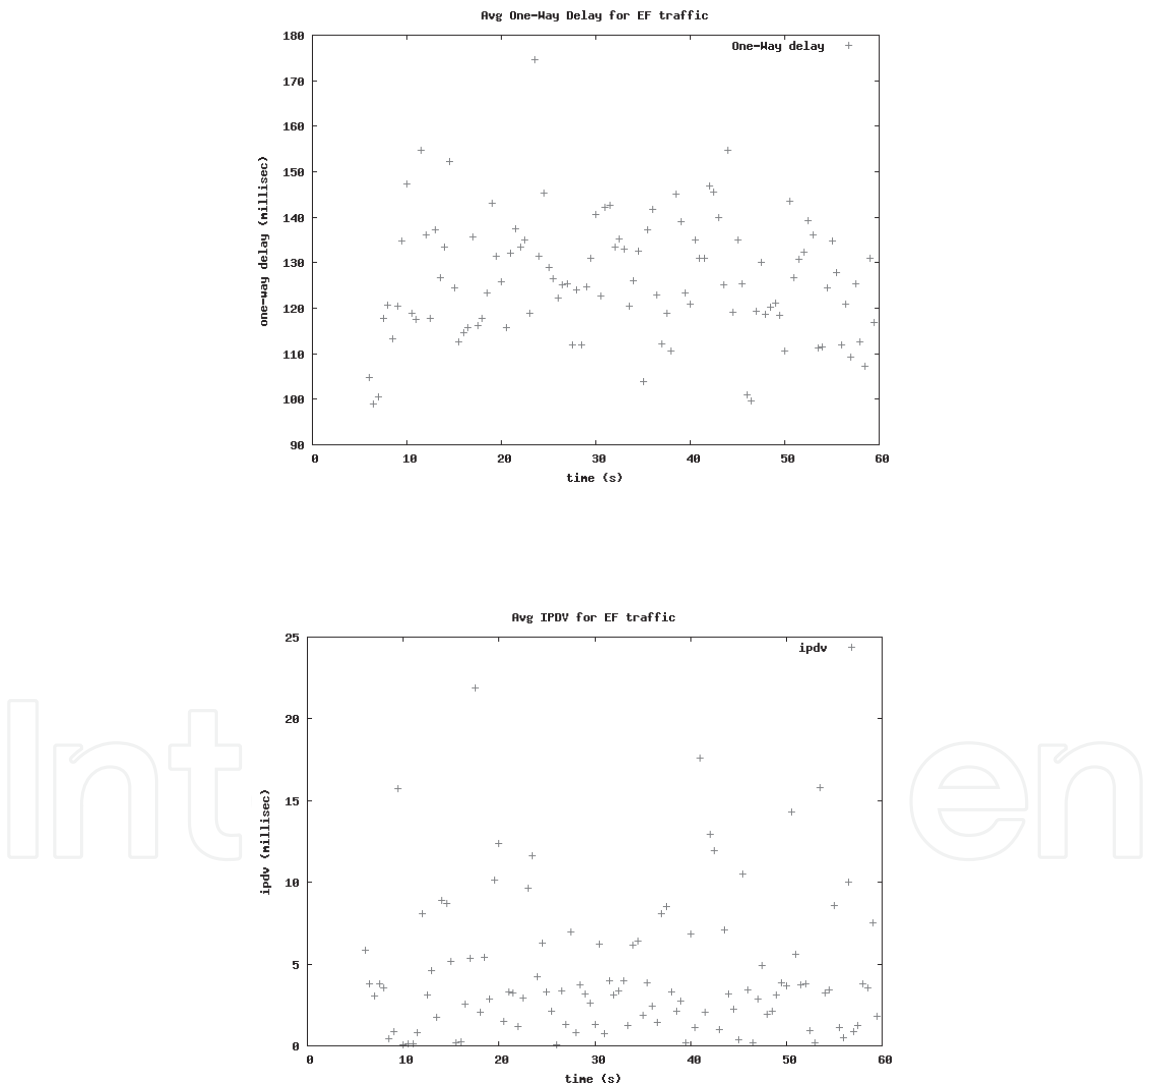 Avg One-Way Delay for EF traffic
180
One-Way delay
170
160
150
140
130
120
110
100
90
one-way delay (millisec)
0 10 20 30 40 50 60
time (s)
Avg IPDV for EF traffic
25
ipdv
20
15
10
5
0
ipdv (millisec)
0 10 20 30 40 50 60
time (s)
Int
en